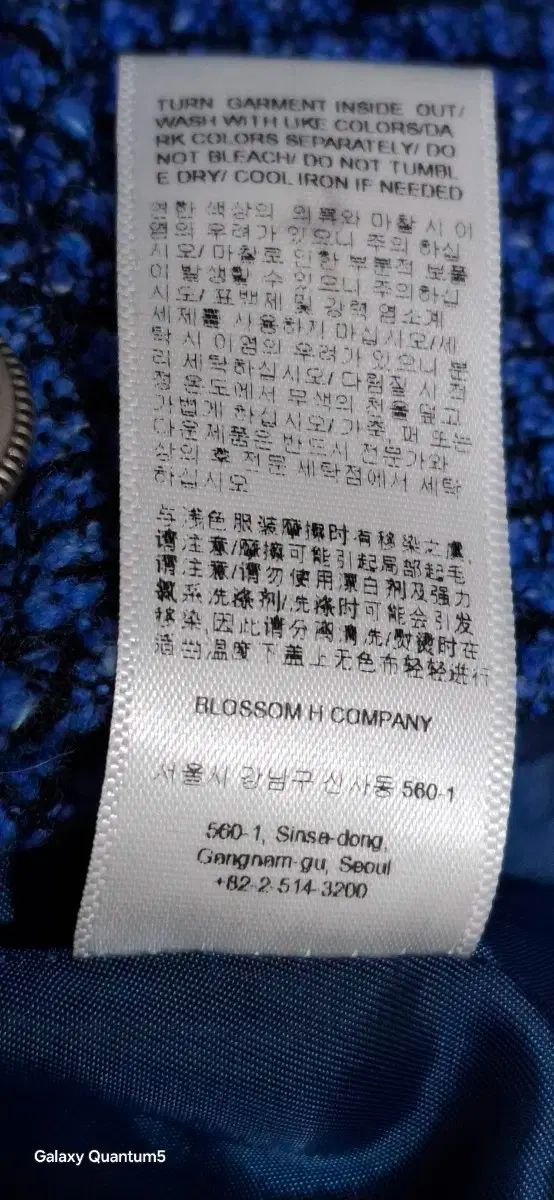 TURN GARMENT INSIDE OUT/
WASH WITH LIKE COLORS/DA
RK COLORS SEPARATELY/ DO
NOT BLEACH/ DO NOT TUMBL
E DRY/ COOL IRON IF NEEDED
연한 색상의 의복와 마찰 시 이
염의 우려가 있으니 주의 하십
시오/ 마찰로 인한 부분적 보풀
이 발생할 수 있으니 주의하십
시오/ 표백제 및 강력 염소계
세제를 사용하지 마십시오/세
탁 시 이염의 우려가 있으니 분
리 세탁하십시오/ 다림질 시 적
정 온도에서 무색의 천을 덮고
가볍게 하십시오/ 가죽, 퍼 또는
다운제품은 반드시 전문가와
상의 후 전문 세탁점에서 세탁
하십시오
与浅色服装摩擦时有移染之虞,
请注意/摩擦可能引起局部起毛
请注意/请勿使用漂白剂及强力
氯系洗涤剂/洗涤时可能会引发
移染,因此请分离清洗/熨烫时在
适当温度下盖上无色布轻轻进行
BLOSSOM H COMPANY
서울시 강남구 신사동 560-1
560-1, Sinsa-dong,
Gangnam-gu, Seoul
+82-2-514-3200
Galaxy Quantum5